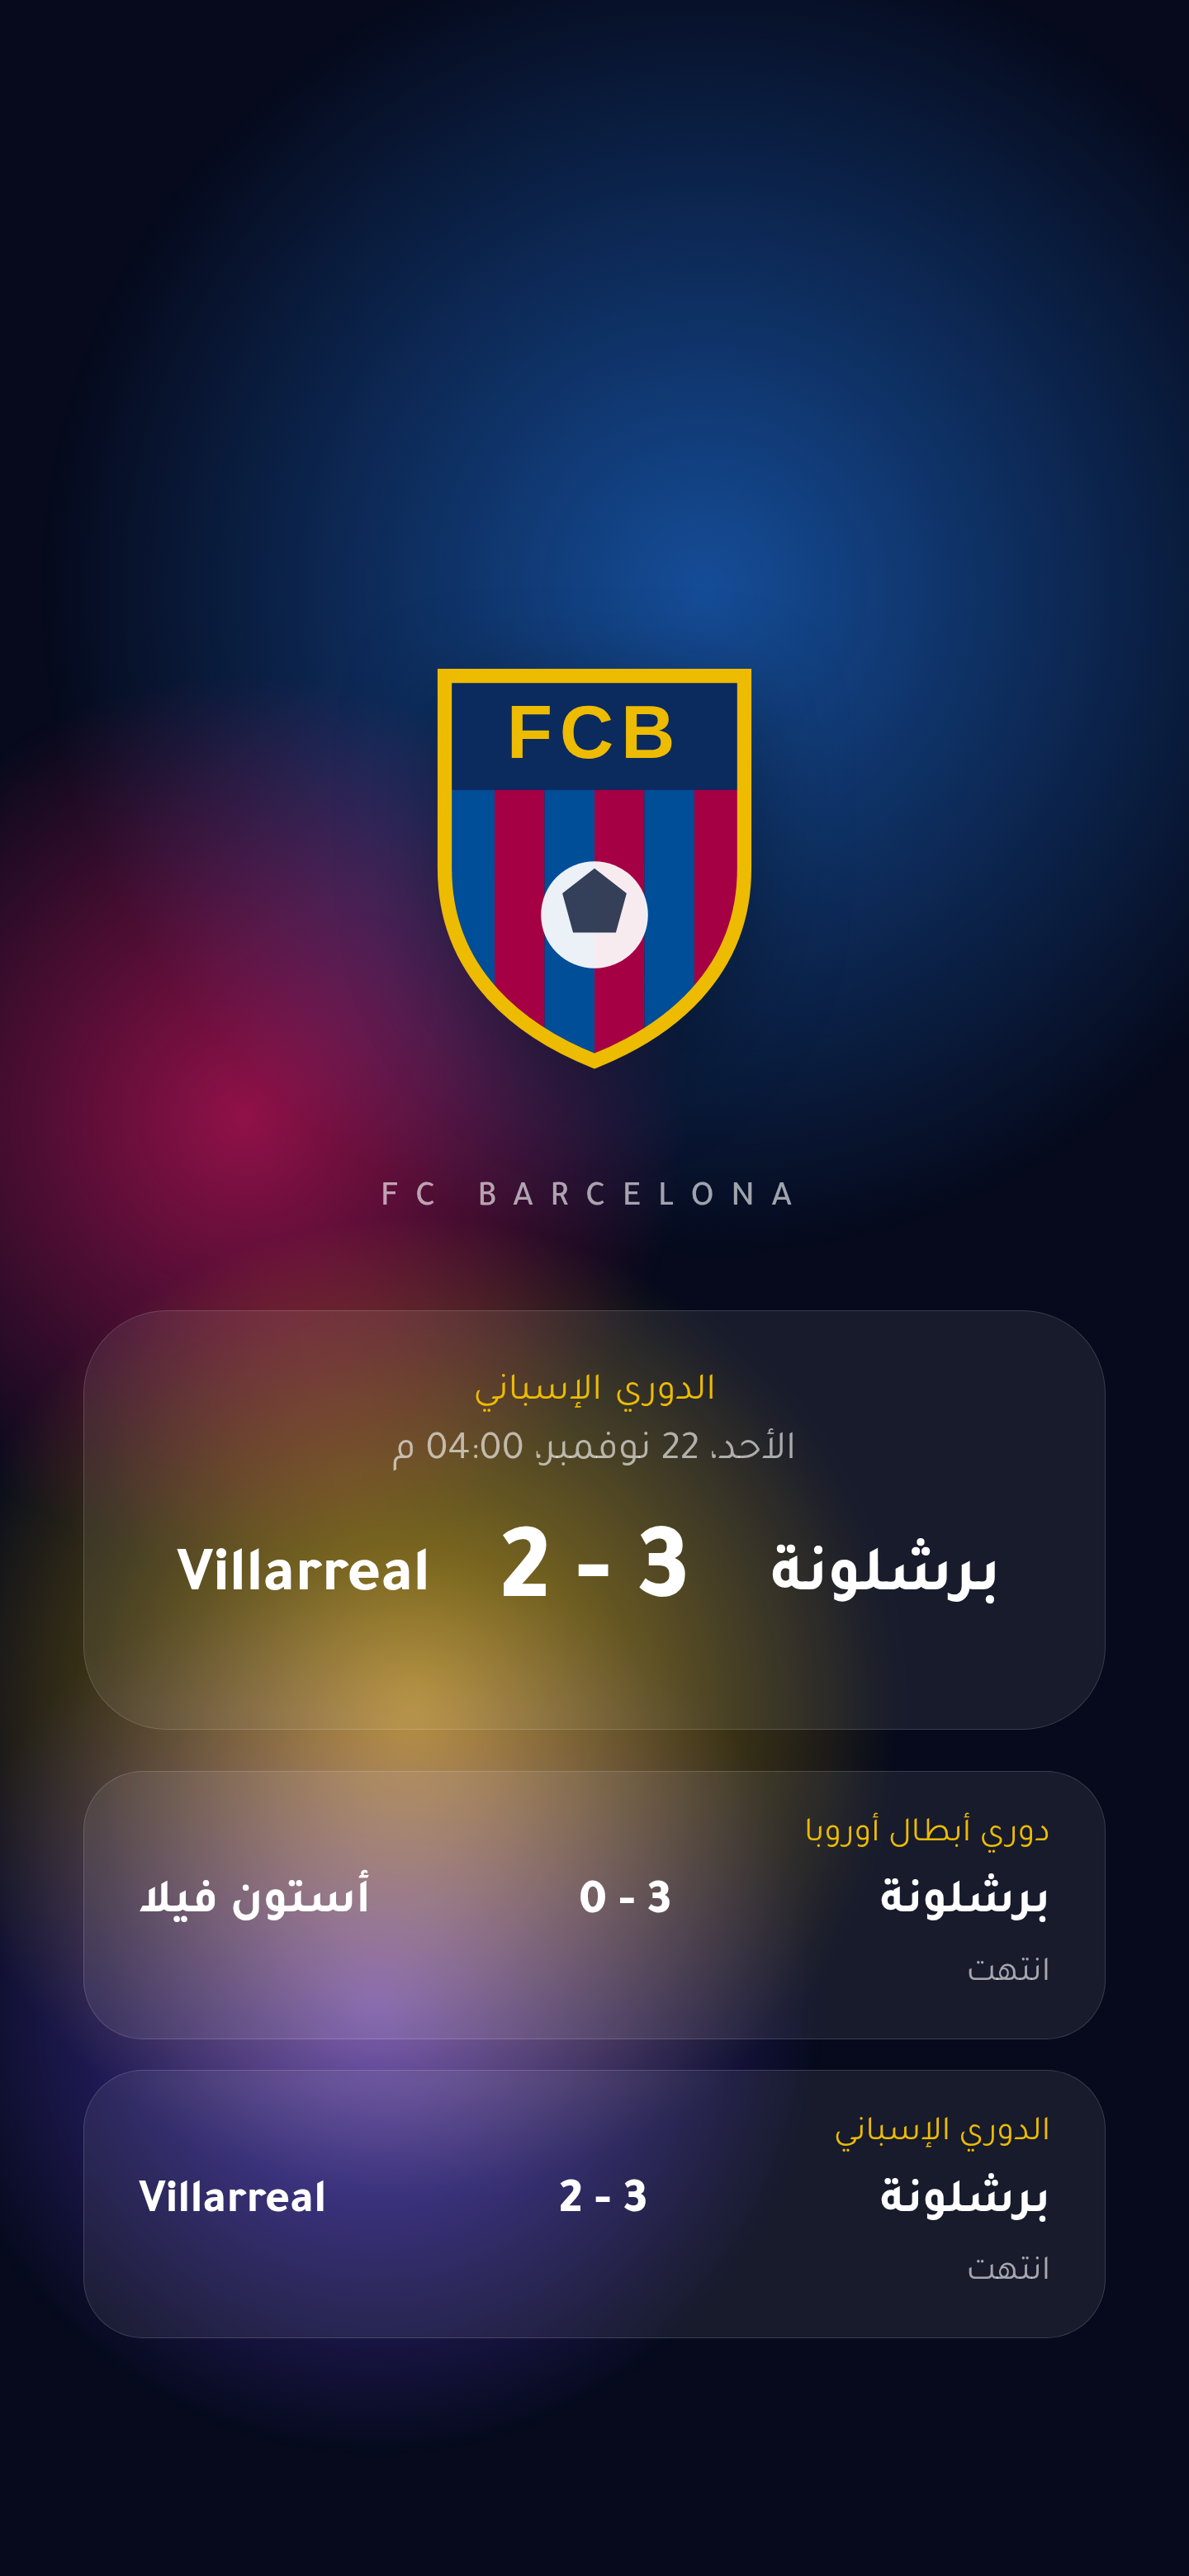 FCB
FC BARCELONA
الدوري الإسباني
الأحد، 22 نوفمبر، 04:00 م
برشلونة 3 - 2 Villarreal
دوري أبطال أوروبا
برشلونة 3 - 0 أستون فيلا
انتهت
الدوري الإسباني
برشلونة 3 - 2 Villarreal
انتهت